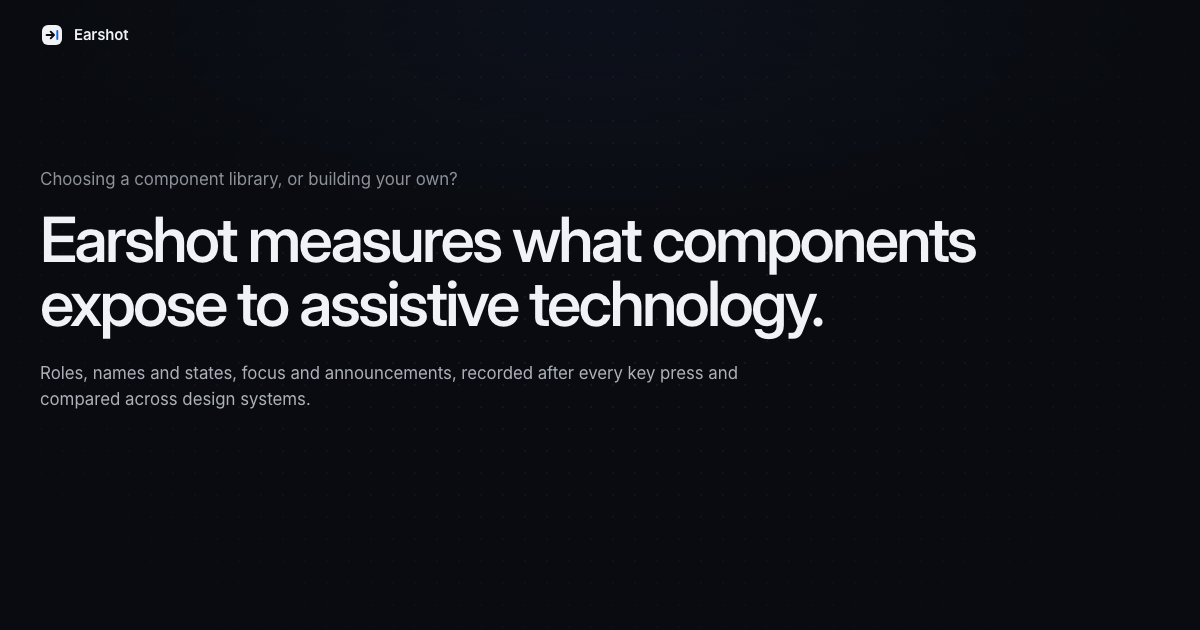 Earshot
Choosing a component library, or building your own?
Earshot measures what components
expose to assistive technology.
Roles, names and states, focus and announcements, recorded after every key press and
compared across design systems.